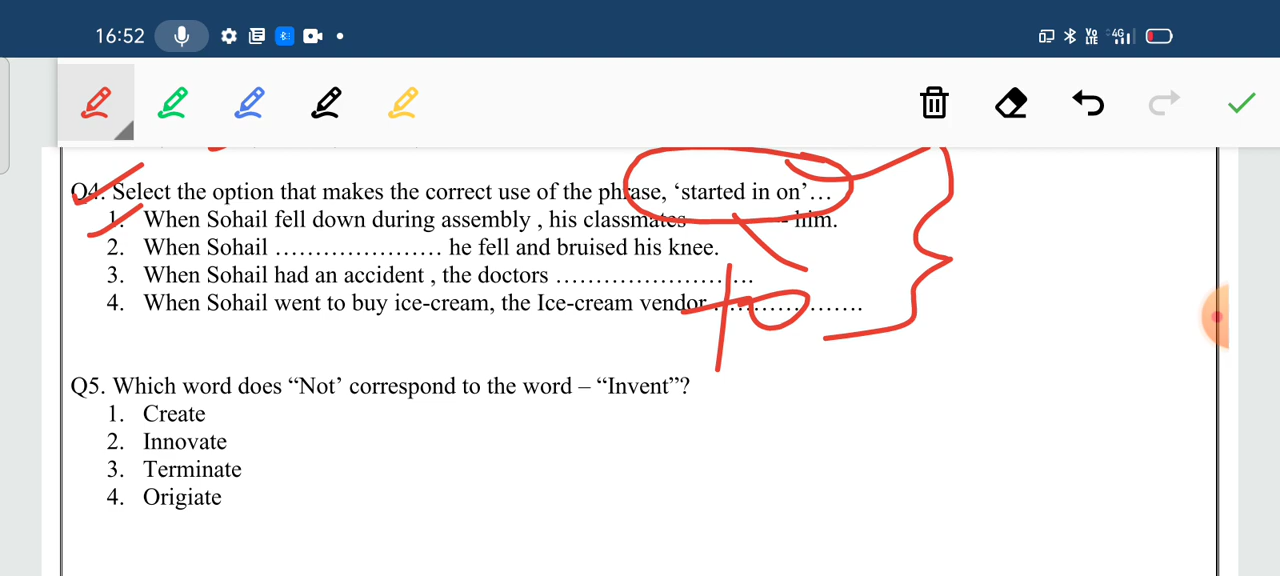 16:52
Vo LTE 4G
Q4. Select the option that makes the correct use of the phrase, ‘started in on’…
1. When Sohail fell down during assembly , his classmates ---------- him.
2. When Sohail ………………… he fell and bruised his knee.
3. When Sohail had an accident , the doctors ……………………
4. When Sohail went to buy ice-cream, the Ice-cream vendor ………………
to
Q5. Which word does “Not’ correspond to the word – “Invent”?
1. Create
2. Innovate
3. Terminate
4. Origiate